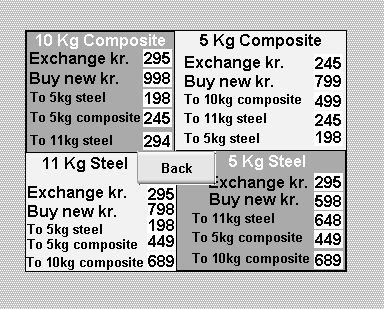 10 Kg Composite
Exchange kr. 295
Buy new kr. 998
To 5kg steel 198
To 5kg composite 245
To 11kg steel 294
5 Kg Composite
Exchange kr. 245
Buy new kr. 799
To 10kg composite 499
To 11kg steel 245
To 5kg steel 198
Back
11 Kg Steel
Exchange kr. 295
Buy new kr. 798
To 5kg steel 198
To 5kg composite 449
To 10kg composite 689
5 Kg Steel
Exchange kr. 295
Buy new kr. 598
To 11kg steel 648
To 5kg composite 449
To 10kg composite 689